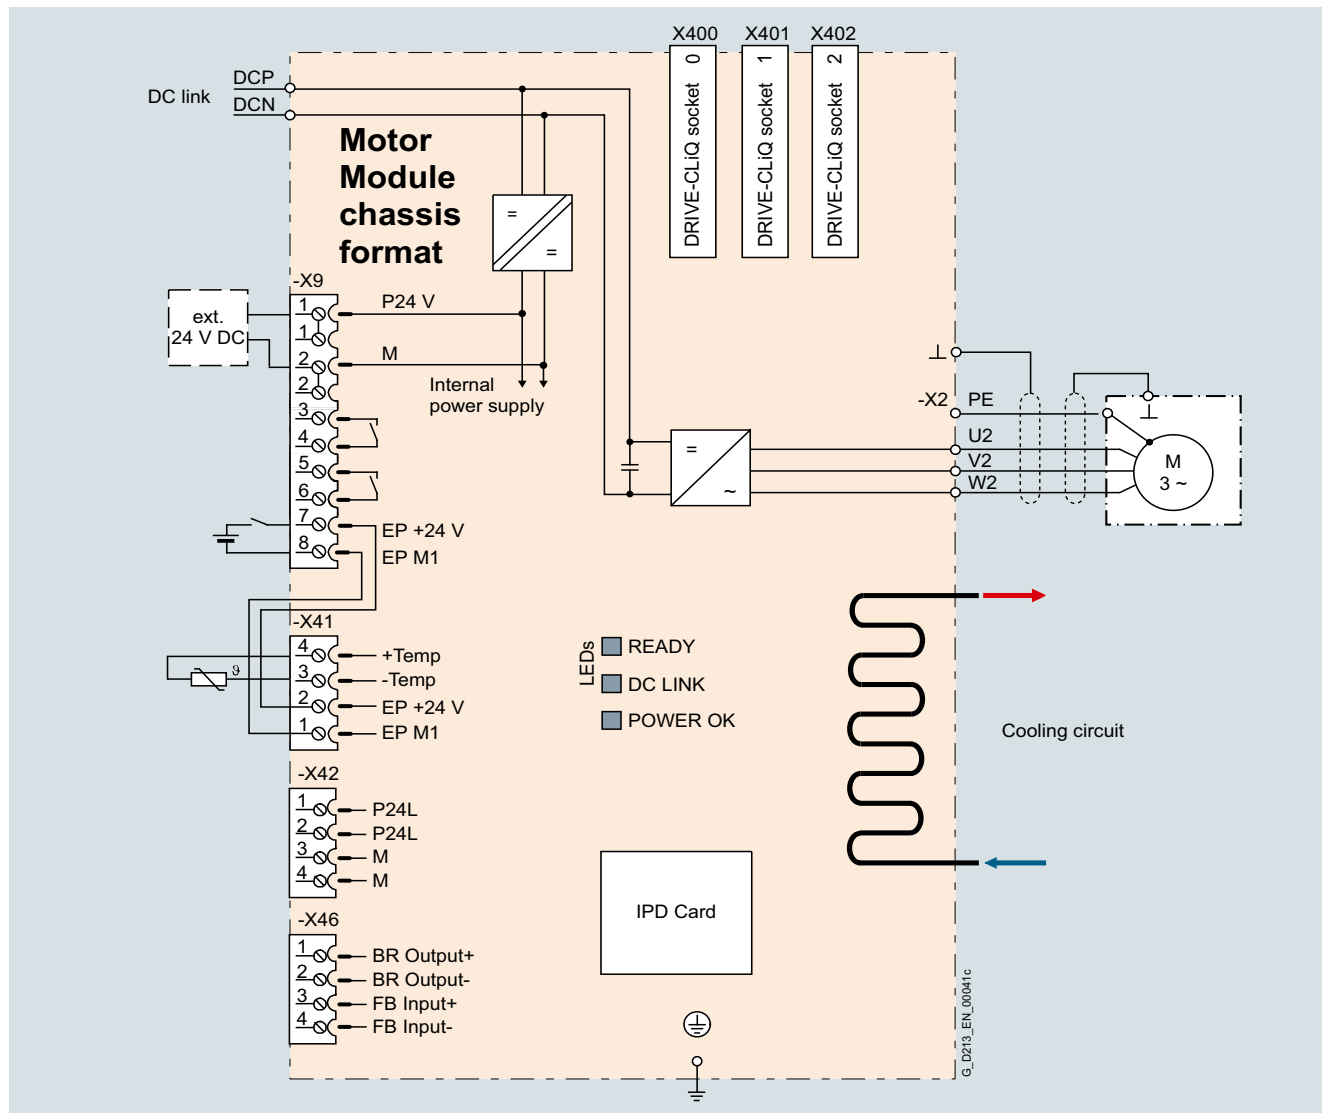 X400 X401 X402
DRIVE-CLiQ socket 0
DRIVE-CLiQ socket 1
DRIVE-CLiQ socket 2
DC link
DCP
DCN
Motor
Module
chassis
format
=
=
-X9
ext.
24 V DC
1 P24 V
1
2 M
2
Internal
power supply
3
4
5
6
7 EP +24 V
8 EP M1
⊥
-X2 PE
U2
V2
W2
=
~
⊥
M
3 ~
-X41
4 +Temp
3 -Temp
2 EP +24 V
1 EP M1
ϑ
LEDs
READY
DC LINK
POWER OK
Cooling circuit
-X42
1 P24L
2 P24L
3 M
4 M
IPD Card
-X46
1 BR Output+
2 BR Output-
3 FB Input+
4 FB Input-
G_D213_EN_00041c